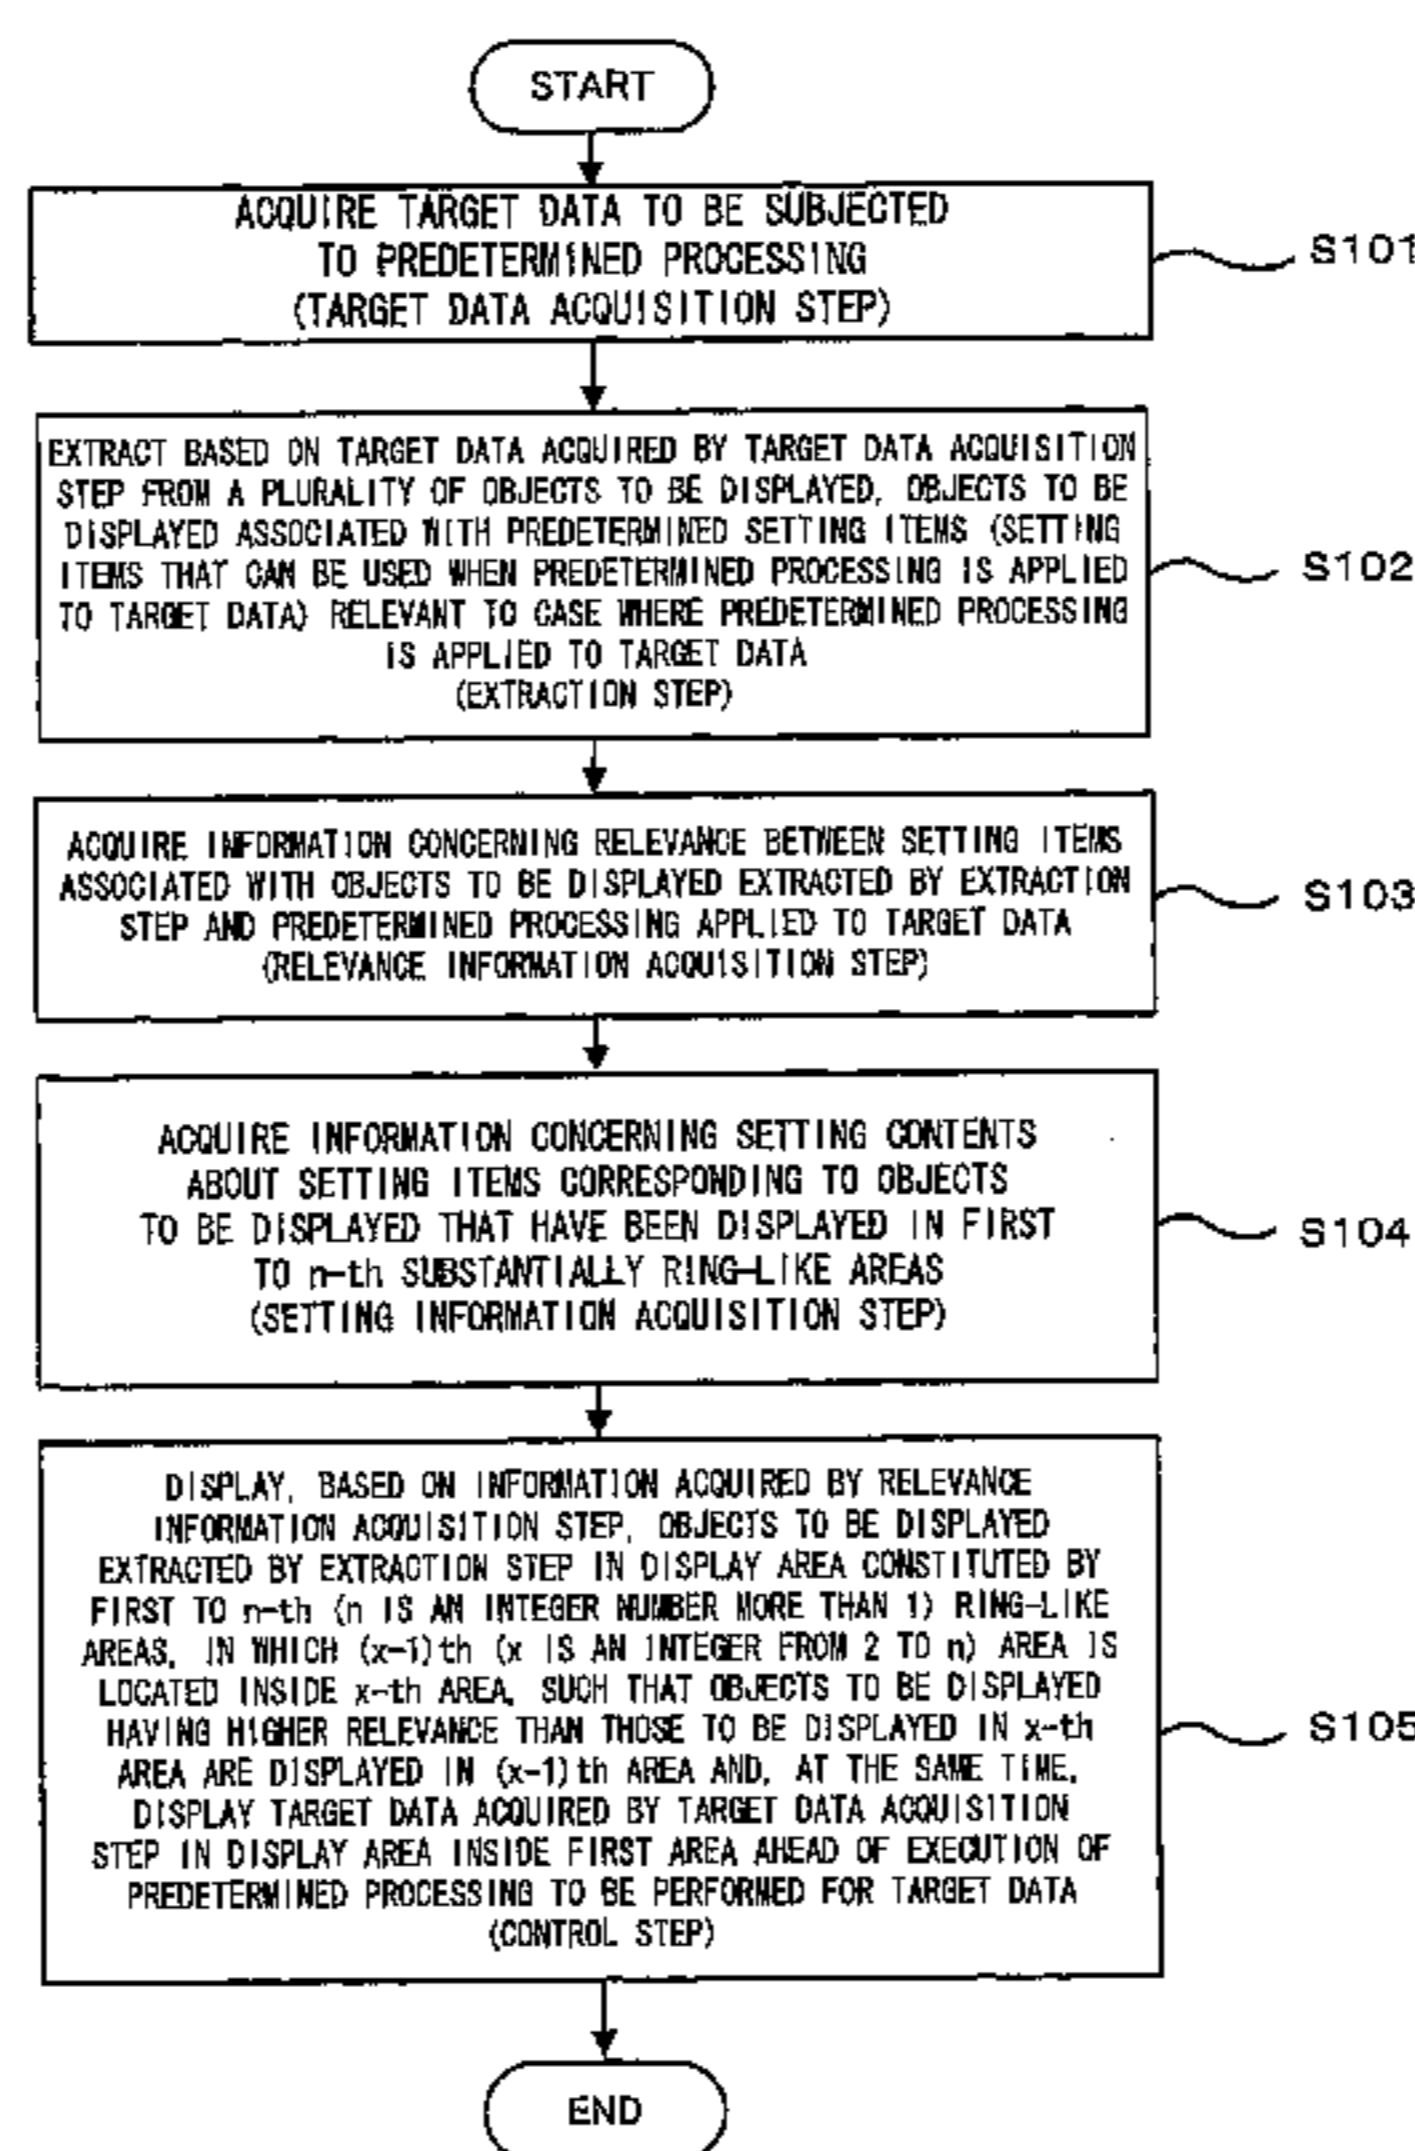 START
ACQUIRE TARGET DATA TO BE SUBJECTED
TO PREDETERMINED PROCESSING
(TARGET DATA ACQUISITION STEP)
S101
EXTRACT BASED ON TARGET DATA ACQUIRED BY TARGET DATA ACQUISITION
STEP FROM A PLURALITY OF OBJECTS TO BE DISPLAYED, OBJECTS TO BE
DISPLAYED ASSOCIATED WITH PREDETERMINED SETTING ITEMS (SETTING
ITEMS THAT CAN BE USED WHEN PREDETERMINED PROCESSING IS APPLIED
TO TARGET DATA) RELEVANT TO CASE WHERE PREDETERMINED PROCESSING
IS APPLIED TO TARGET DATA
(EXTRACTION STEP)
S102
ACQUIRE INFORMATION CONCERNING RELEVANCE BETWEEN SETTING ITEMS
ASSOCIATED WITH OBJECTS TO BE DISPLAYED EXTRACTED BY EXTRACTION
STEP AND PREDETERMINED PROCESSING APPLIED TO TARGET DATA
(RELEVANCE INFORMATION ACQUISITION STEP)
S103
ACQUIRE INFORMATION CONCERNING SETTING CONTENTS
ABOUT SETTING ITEMS CORRESPONDING TO OBJECTS
TO BE DISPLAYED THAT HAVE BEEN DISPLAYED IN FIRST
TO n-th SUBSTANTIALLY RING-LIKE AREAS
(SETTING INFORMATION ACQUISITION STEP)
S104
DISPLAY, BASED ON INFORMATION ACQUIRED BY RELEVANCE
INFORMATION ACQUISITION STEP, OBJECTS TO BE DISPLAYED
EXTRACTED BY EXTRACTION STEP IN DISPLAY AREA CONSTITUTED BY
FIRST TO n-th (n IS AN INTEGER NUMBER MORE THAN 1) RING-LIKE
AREAS, IN WHICH (x-1)th (x IS AN INTEGER FROM 2 TO n) AREA IS
LOCATED INSIDE x-th AREA, SUCH THAT OBJECTS TO BE DISPLAYED
HAVING HIGHER RELEVANCE THAN THOSE TO BE DISPLAYED IN x-th
AREA ARE DISPLAYED IN (x-1)th AREA AND, AT THE SAME TIME,
DISPLAY TARGET DATA ACQUIRED BY TARGET DATA ACQUISITION
STEP IN DISPLAY AREA INSIDE FIRST AREA AHEAD OF EXECUTION OF
PREDETERMINED PROCESSING TO BE PERFORMED FOR TARGET DATA
(CONTROL STEP)
S105
END